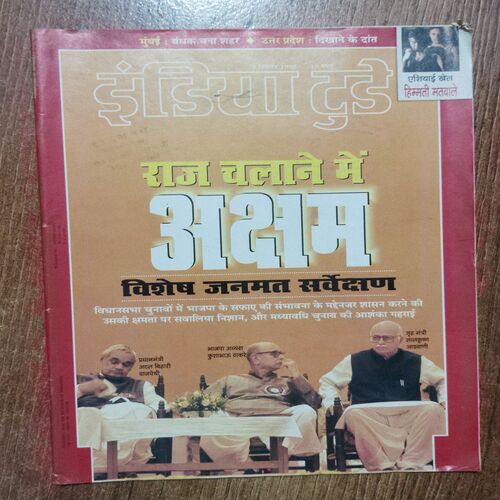 मुंबई : बंधक बना शहर ◆ उत्तर प्रदेश : दिखाने के दांत
एशियाई खेल
हिम्मती मतवाले
इंडिया टुडे
राज चलाने में
अक्षम
विशेष जनमत सर्वेक्षण
विधानसभा चुनावों में भाजपा के सफाए की संभावना के मद्देनजर शासन करने की
उसकी क्षमता पर सवालिया निशान, और मध्यावधि चुनाव की आशंका गहराई
प्रधानमंत्री
अटल बिहारी
वाजपेयी
भाजपा अध्यक्ष
कुशाभाऊ ठाकरे
गृह मंत्री
लालकृष्ण
आडवाणी